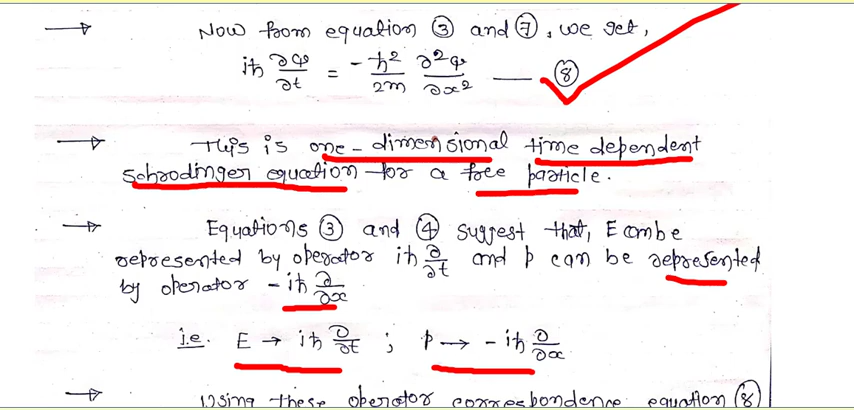 → Now from equation ③ and ⑦, we get,
iħ ∂ψ/∂t = -ħ²/2m ∂²ψ/∂x² — ⑧
→ This is one-dimensional time dependent
schrodinger equation for a free particle.
→ Equations ③ and ④ suggest that, E can be
represented by operator iħ ∂/∂t and p can be represented
by operator -iħ ∂/∂x
i.e. E → iħ ∂/∂t ; p → -iħ ∂/∂x
→ Using these operator correspondence equation ⑧